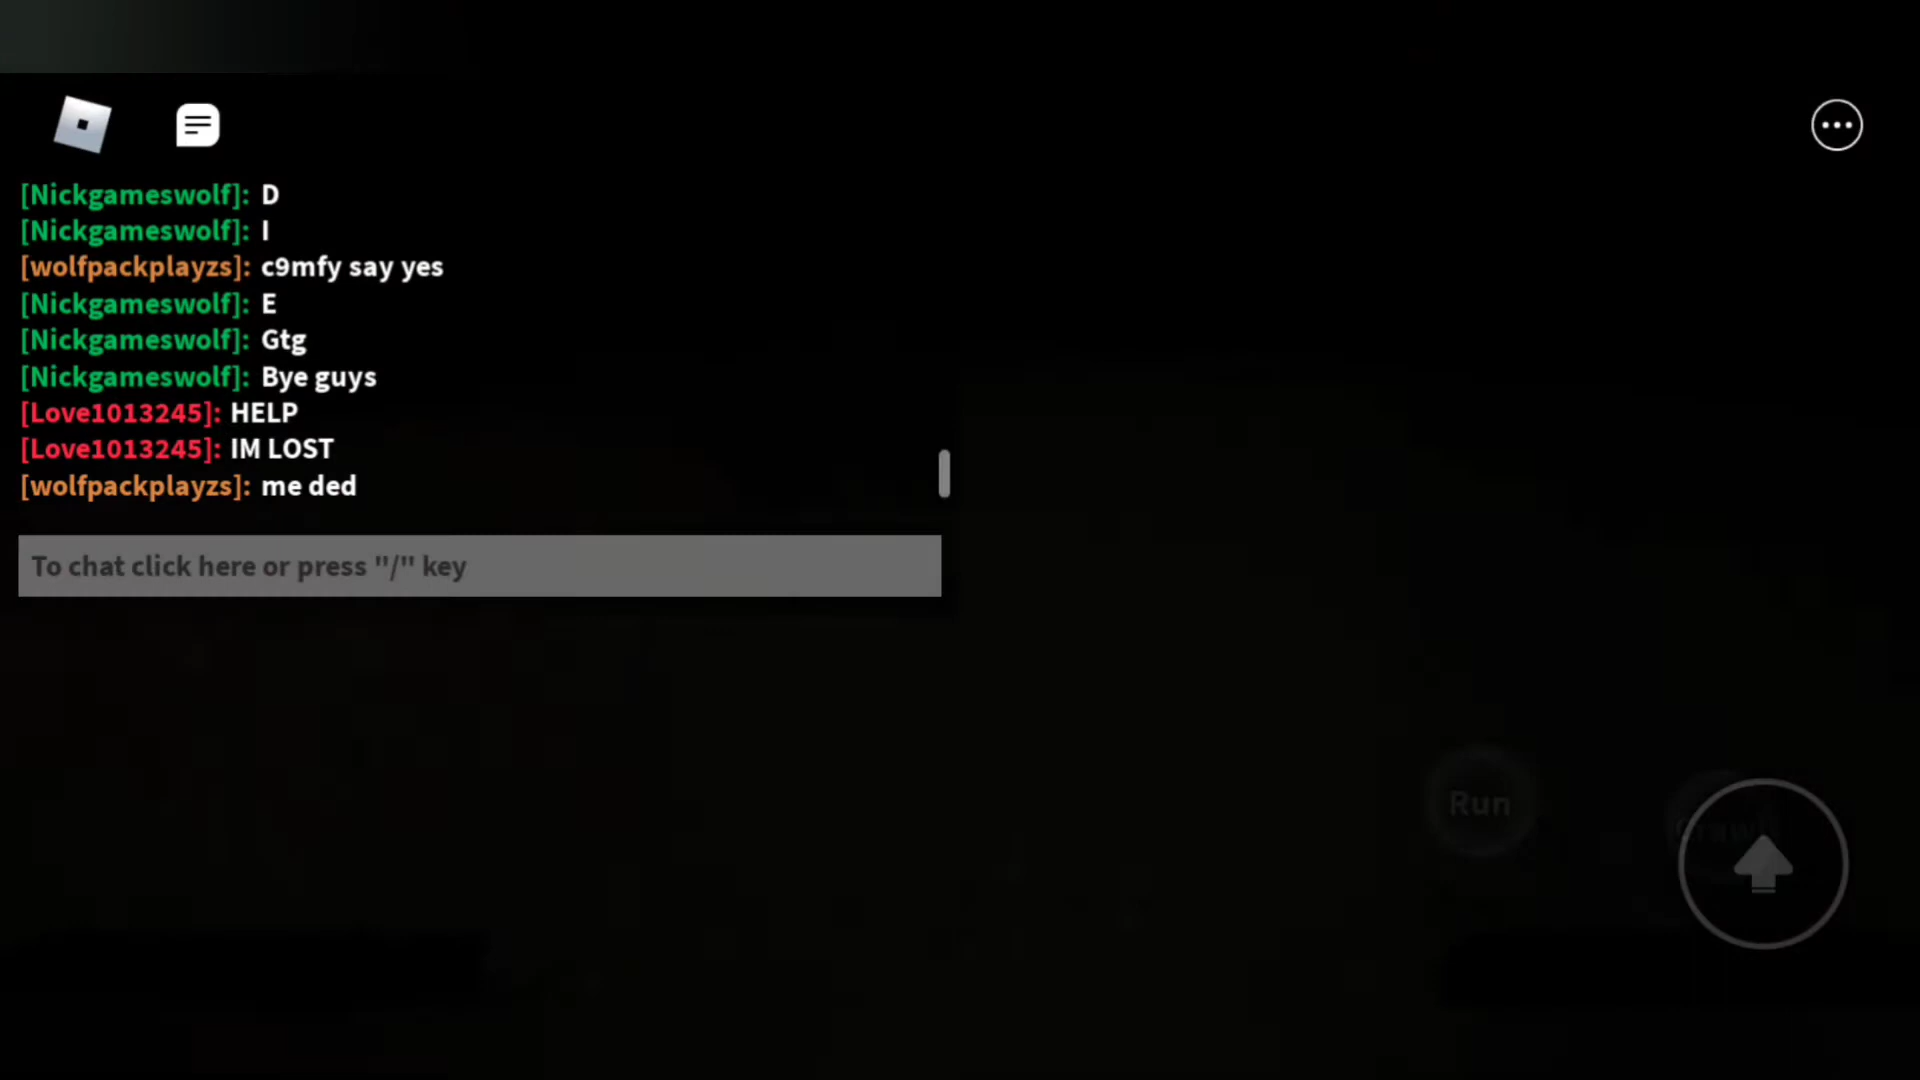 [Nickgameswolf]: D
[Nickgameswolf]: I
[wolfpackplayzs]: c9mfy say yes
[Nickgameswolf]: E
[Nickgameswolf]: Gtg
[Nickgameswolf]: Bye guys
[Love1013245]: HELP
[Love1013245]: IM LOST
[wolfpackplayzs]: me ded
To chat click here or press "/" key
Run